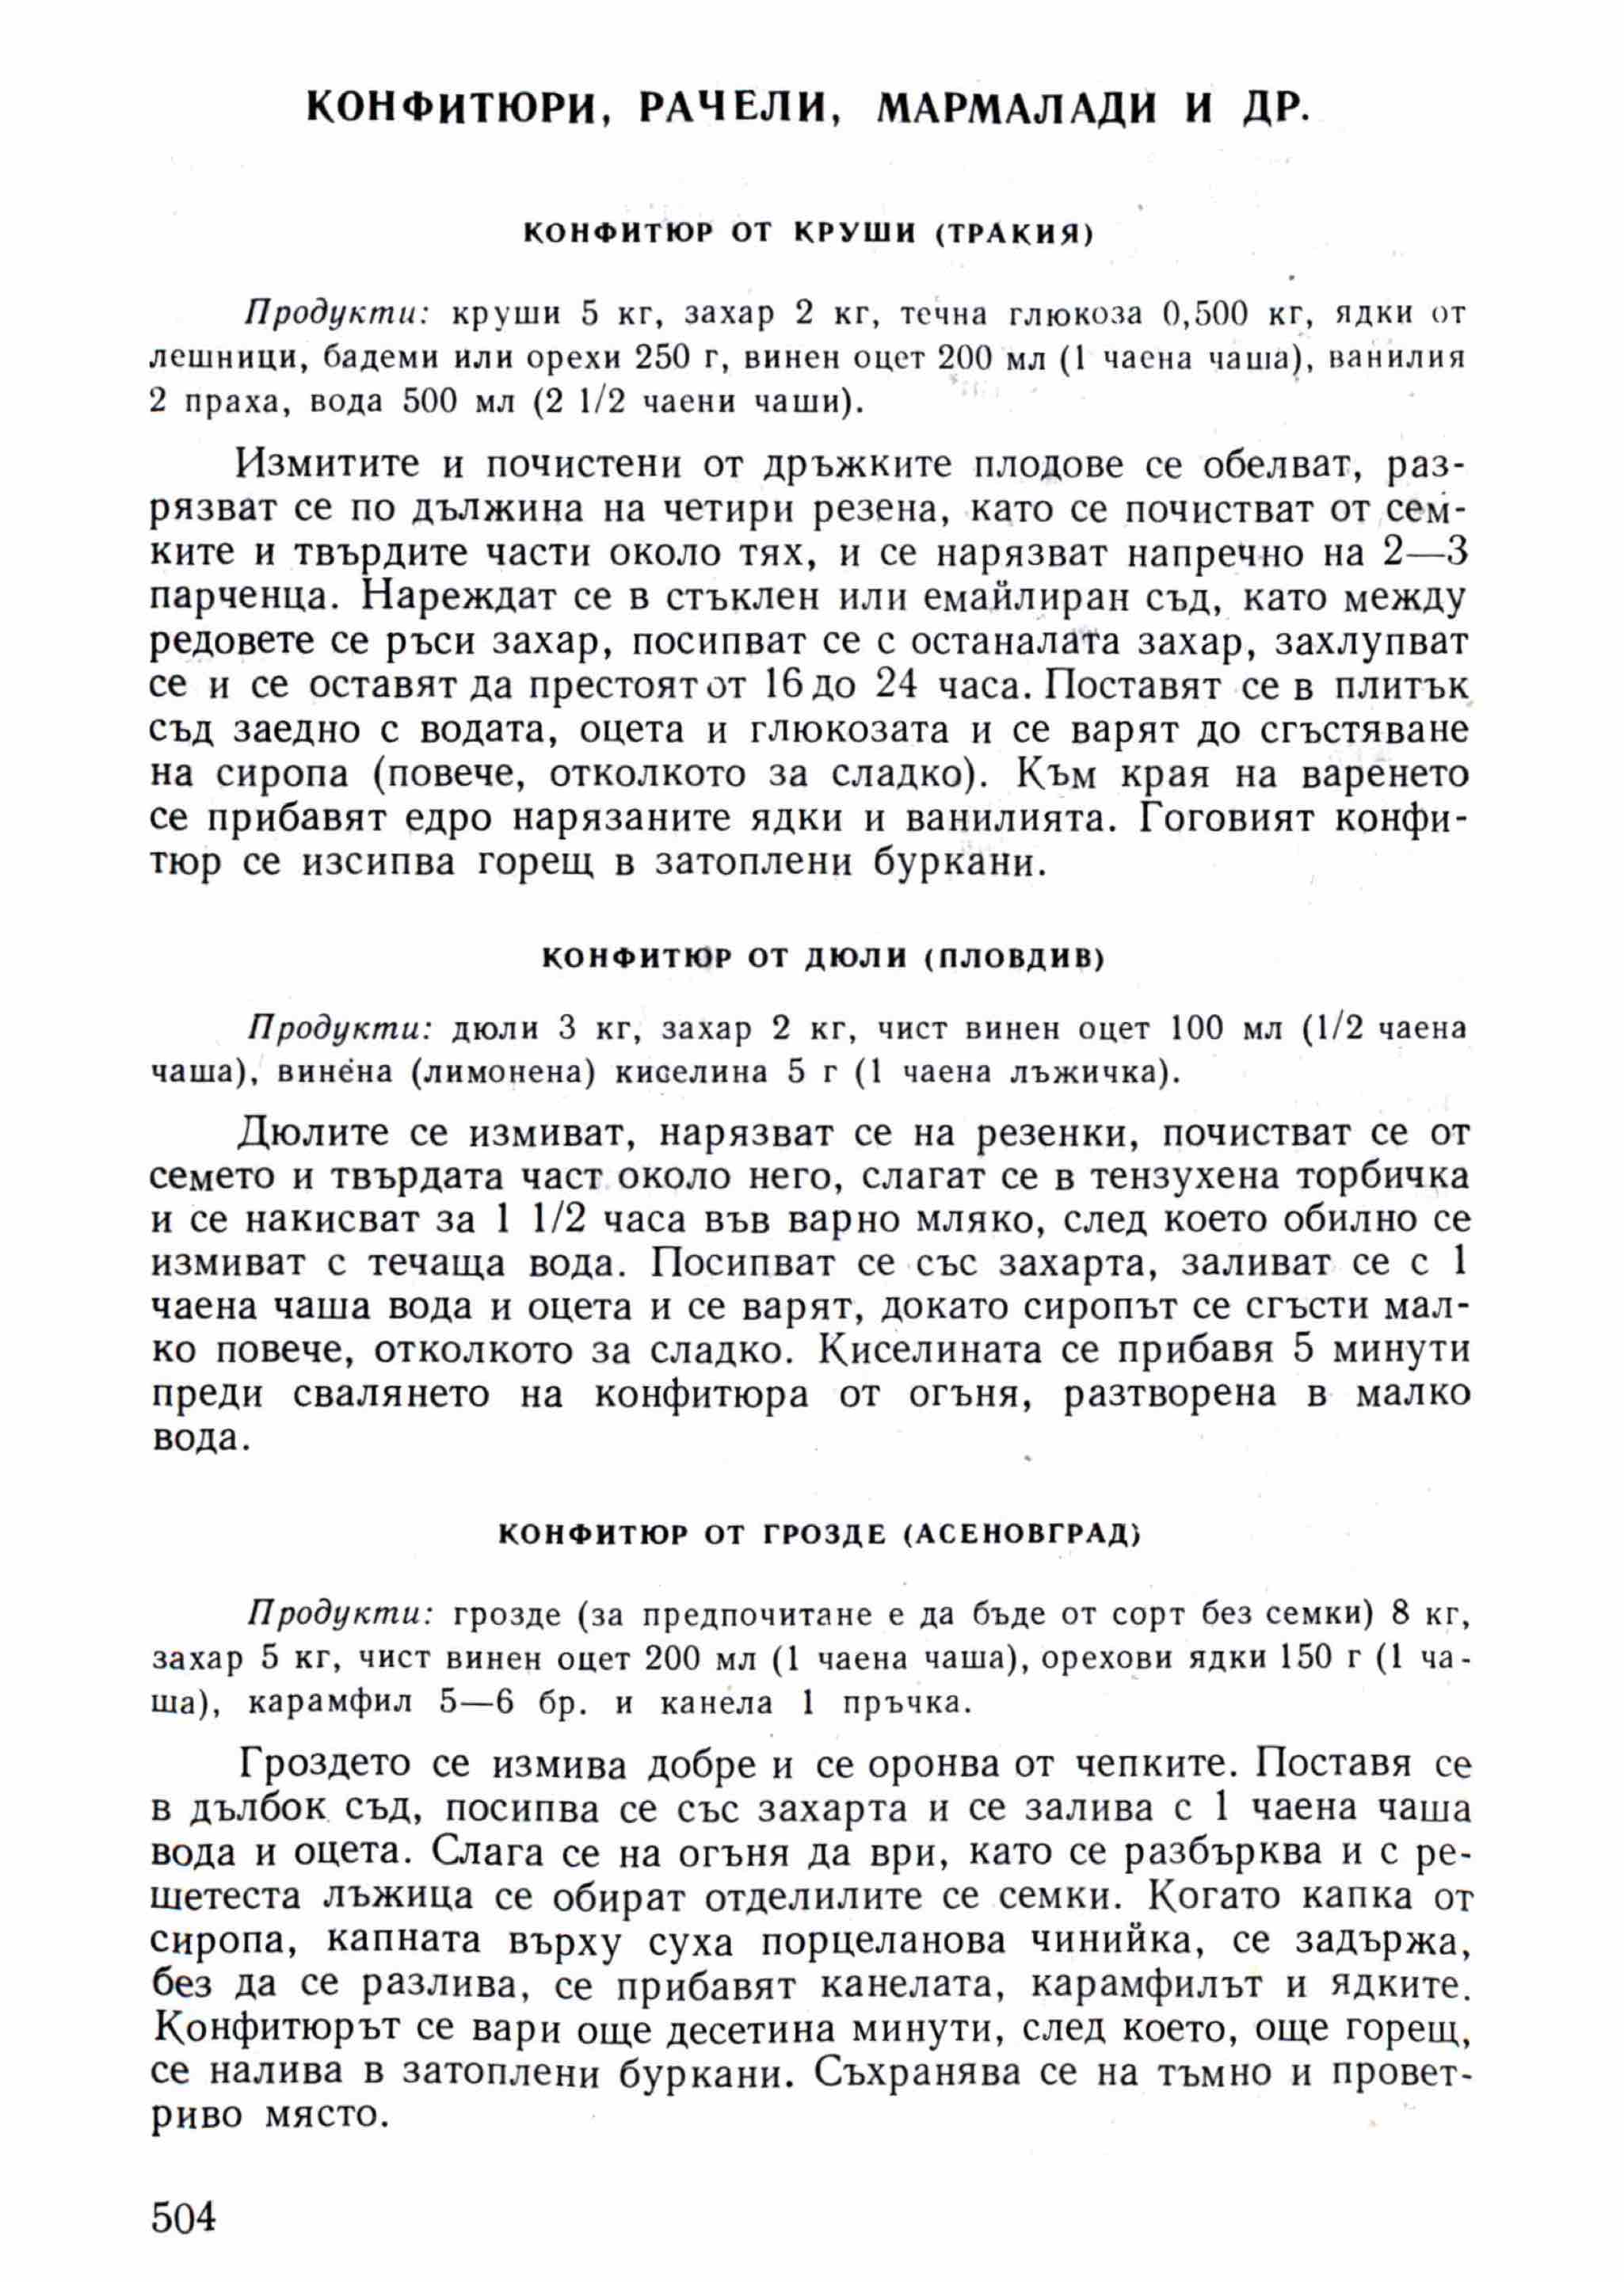 КОНФИТЮРИ, РАЧЕЛИ, МАРМАЛАДИ И ДР.
КОНФИТЮР ОТ КРУШИ (ТРАКИЯ)
Продукти: круши 5 кг, захар 2 кг, течна глюкоза 0,500 кг, ядки от
лешници, бадеми или орехи 250 г, винен оцет 200 мл (1 чаена чаша), ванилия
2 праха, вода 500 мл (2 1/2 чаени чаши).
Измитите и почистени от дръжките плодове се обелват, раз-
рязват се по дължина на четири резена, като се почистват от сем-
ките и твърдите части около тях, и се нарязват напречно на 2—3
парченца. Нареждат се в стъклен или емайлиран съд, като между
редовете се ръси захар, посипват се с останалата захар, захлупват
се и се оставят да престоят от 16 до 24 часа. Поставят се в плитък
съд заедно с водата, оцета и глюкозата и се варят до сгъстяване
на сиропа (повече, отколкото за сладко). Към края на варенето
се прибавят едро нарязаните ядки и ванилията. Гоговият конфи-
тюр се изсипва горещ в затоплени буркани.
КОНФИТЮР ОТ ДЮЛИ (ПЛОВДИВ)
Продукти: дюли 3 кг, захар 2 кг, чист винен оцет 100 мл (1/2 чаена
чаша), винена (лимонена) киселина 5 г (1 чаена лъжичка).
Дюлите се измиват, нарязват се на резенки, почистват се от
семето и твърдата част около него, слагат се в тензухена торбичка
и се накисват за 1 1/2 часа във варно мляко, след което обилно се
измиват с течаща вода. Посипват се със захарта, заливат се с 1
чаена чаша вода и оцета и се варят, докато сиропът се сгъсти мал-
ко повече, отколкото за сладко. Киселината се прибавя 5 минути
преди свалянето на конфитюра от огъня, разтворена в малко
вода.
КОНФИТЮР ОТ ГРОЗДЕ (АСЕНОВГРАД)
Продукти: грозде (за предпочитане е да бъде от сорт без семки) 8 кг,
захар 5 кг, чист винен оцет 200 мл (1 чаена чаша), орехови ядки 150 г (1 ча-
ша), карамфил 5—6 бр. и канела 1 пръчка.
Гроздето се измива добре и се оронва от чепките. Поставя се
в дълбок съд, посипва се със захарта и се залива с 1 чаена чаша
вода и оцета. Слага се на огъня да ври, като се разбърква и с ре-
шетеста лъжица се обират отделилите се семки. Когато капка от
сиропа, капната върху суха порцеланова чинийка, се задържа,
без да се разлива, се прибавят канелата, карамфилът и ядките.
Конфитюрът се вари още десетина минути, след което, още горещ,
се налива в затоплени буркани. Съхранява се на тъмно и провет-
риво място.
504